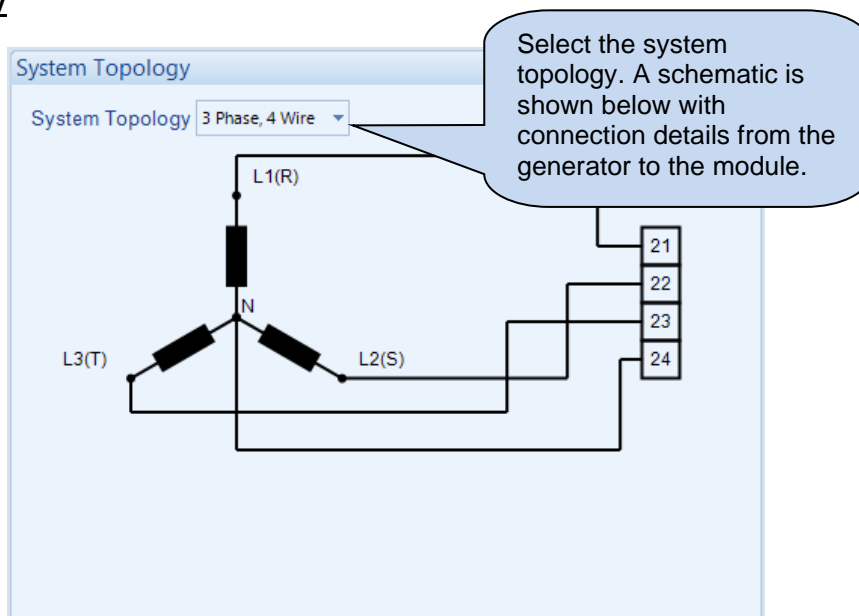 System Topology
Select the system
topology. A schematic is
shown below with
connection details from the
generator to the module.
System Topology 3 Phase, 4 Wire
L1(R)
21
22
N
23
L3(T)
L2(S)
24